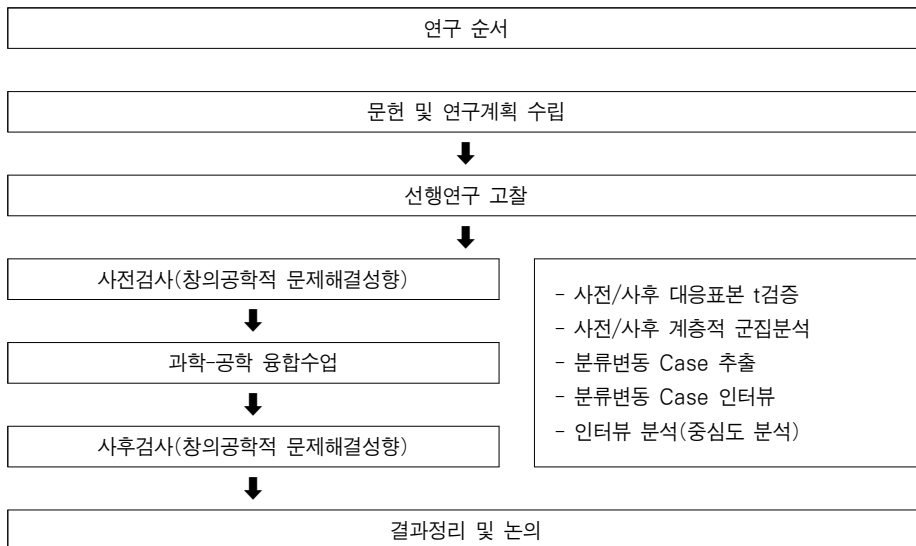 연구 순서
문헌 및 연구계획 수립
선행연구 고찰
사전검사(창의공학적 문제해결성향)
과학-공학 융합수업
사후검사(창의공학적 문제해결성향)
- 사전/사후 대응표본 t검증
- 사전/사후 계층적 군집분석
- 분류변동 Case 추출
- 분류변동 Case 인터뷰
- 인터뷰 분석(중심도 분석)
결과정리 및 논의